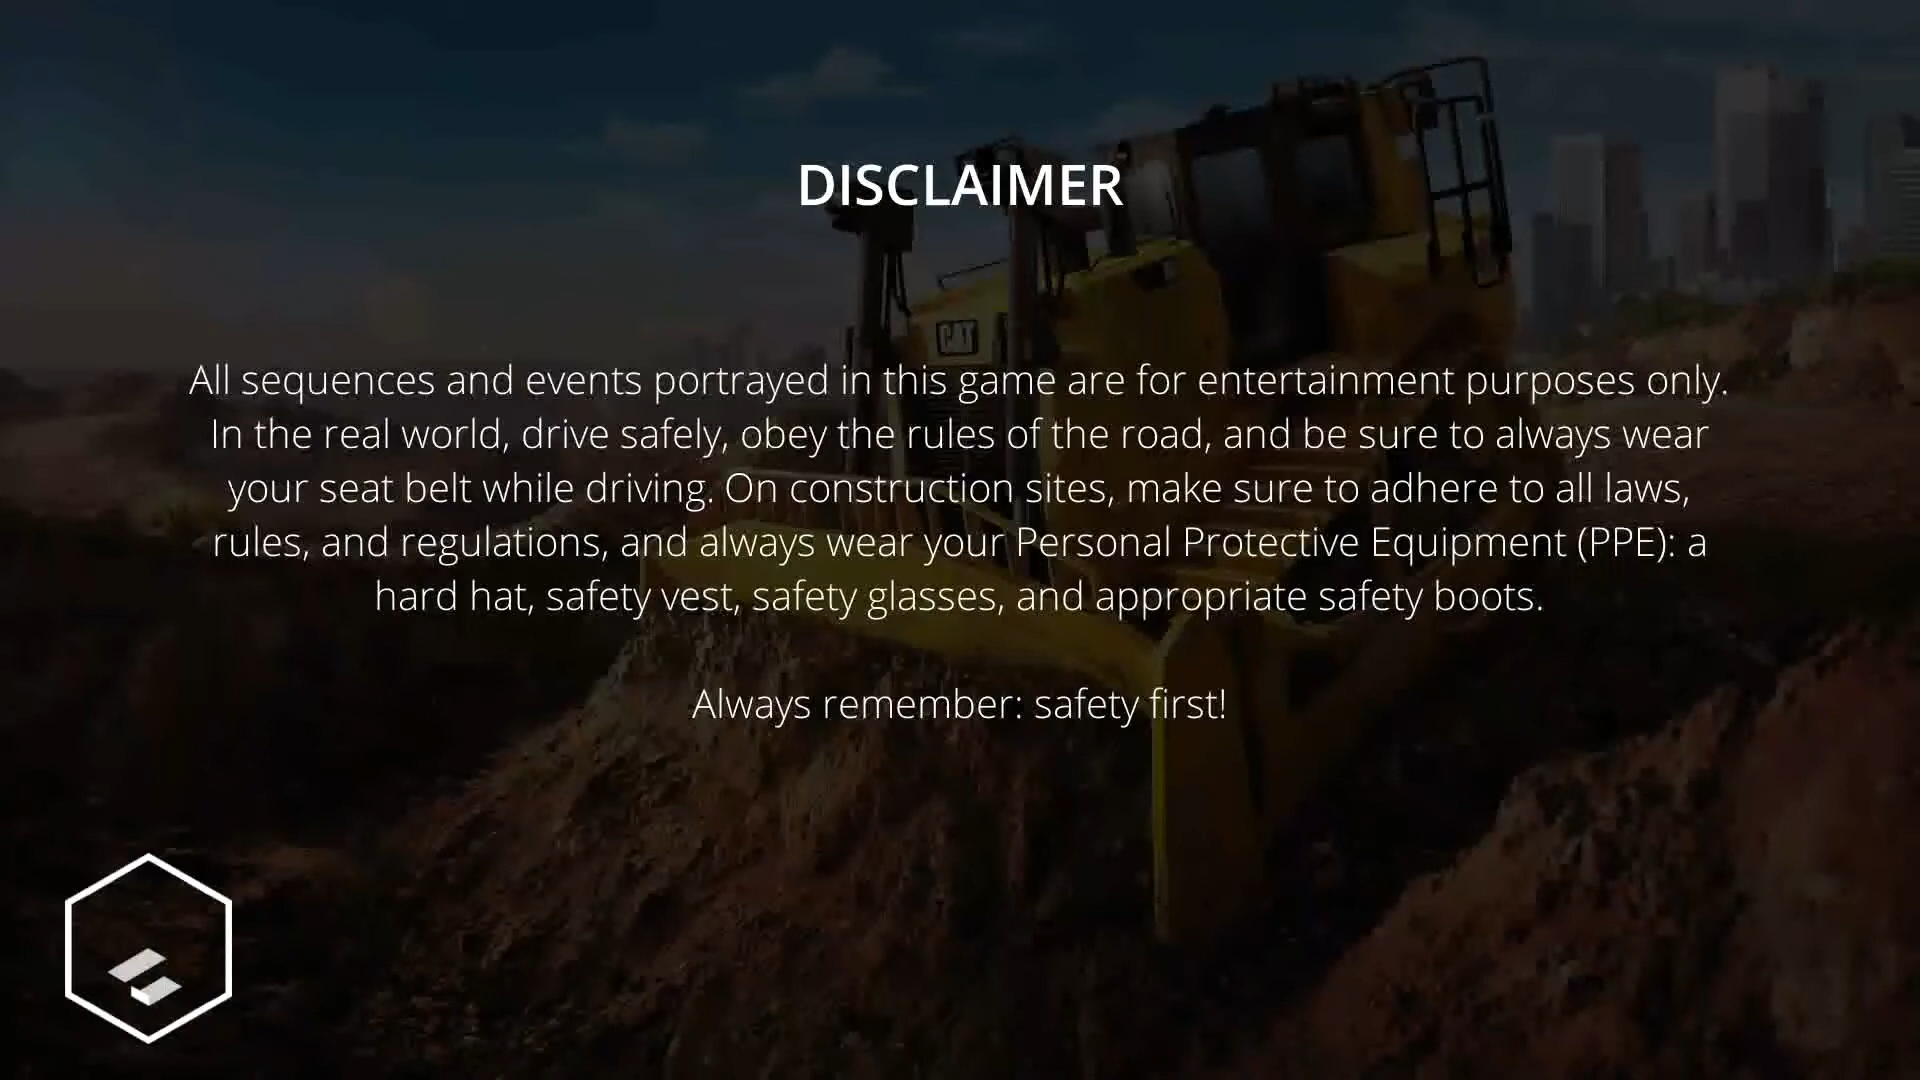 DISCLAIMER
CAT
All sequences and events portrayed in this game are for entertainment purposes only.
In the real world, drive safely, obey the rules of the road, and be sure to always wear
your seat belt while driving. On construction sites, make sure to adhere to all laws,
rules, and regulations, and always wear your Personal Protective Equipment (PPE): a
hard hat, safety vest, safety glasses, and appropriate safety boots.
Always remember: safety first!